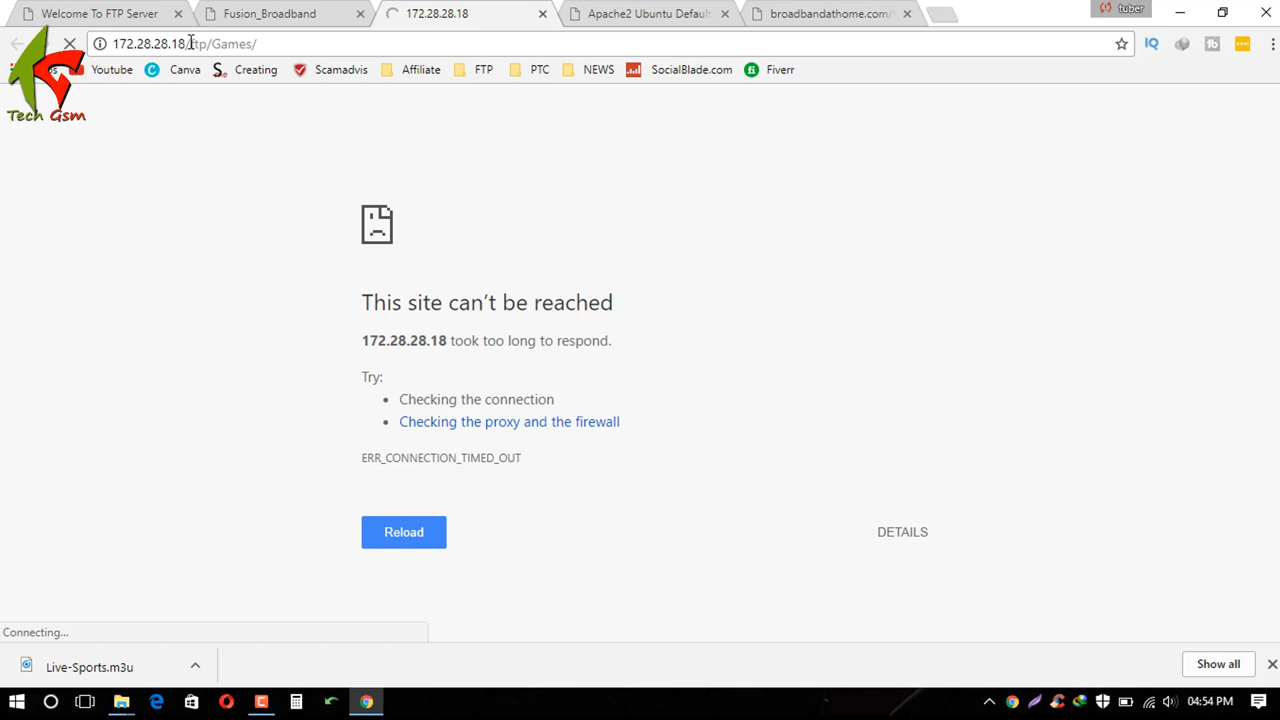 Welcome To FTP Server
Fusion_Broadband
172.28.28.18
Apache2 Ubuntu Defaul
broadbandathome.com/
tuber
172.28.28.18/ftp/Games/
Youtube
Canva
Creating
Scamadvis
Affiliate
FTP
PTC
NEWS
SocialBlade.com
Fiverr
Tech Gsm
This site can't be reached
172.28.28.18 took too long to respond.
Try:
• Checking the connection
• Checking the proxy and the firewall
ERR_CONNECTION_TIMED_OUT
Reload
DETAILS
Connecting...
Live-Sports.m3u
Show all
04:54 PM